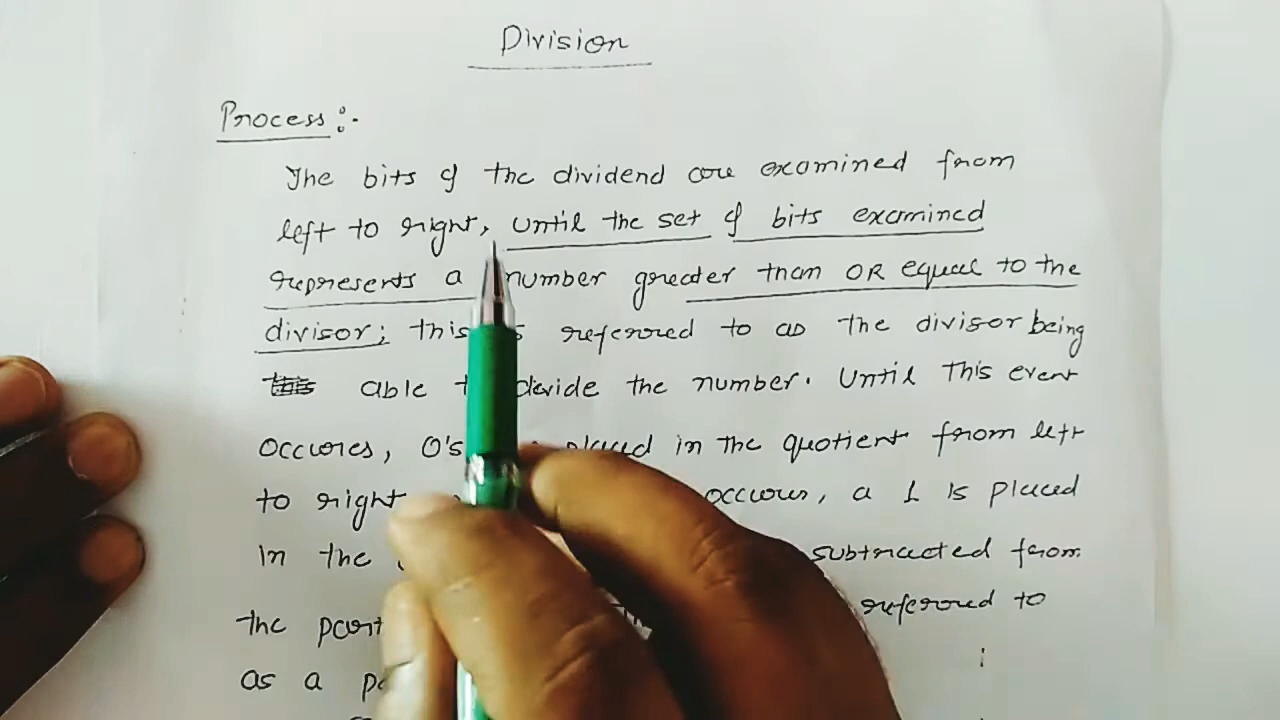 Division
Process :-
The bits of the dividend are examined from
left to right, until the set of bits examined
represents a number greater than OR equal to the
divisor; this referred to as the divisor being
able devide the number. Until This event
occures, 0's placed in the quotient from left
to right occurs, a 1 is placed
In the subtracted from
the referred to
as a